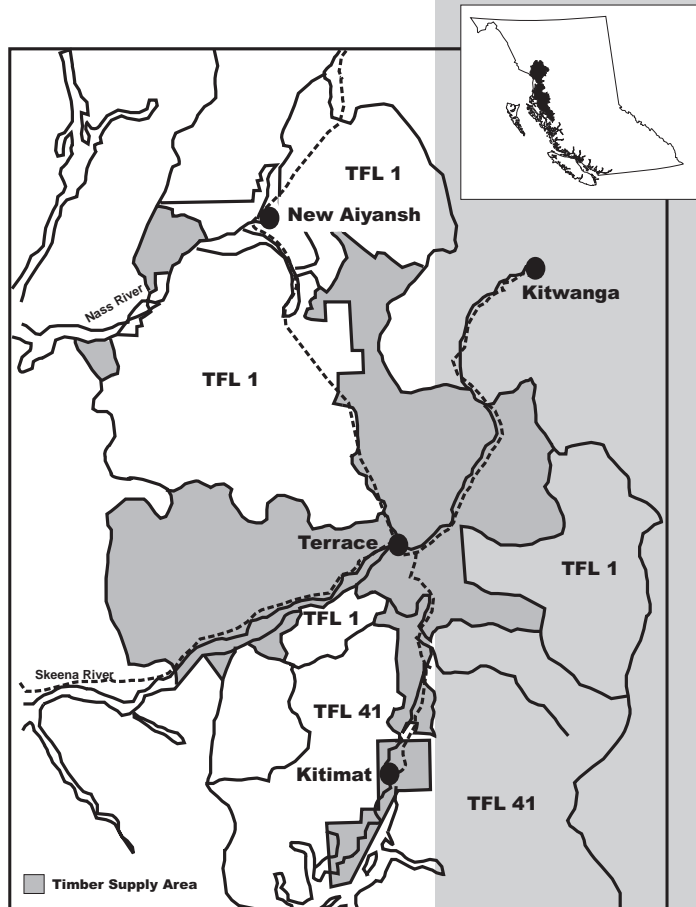 TFL 1
New Aiyansh
Kitwanga
Nass River
TFL 1
Terrace
TFL 1
TFL 1
Skeena River
TFL 41
Kitimat
TFL 41
Timber Supply Area